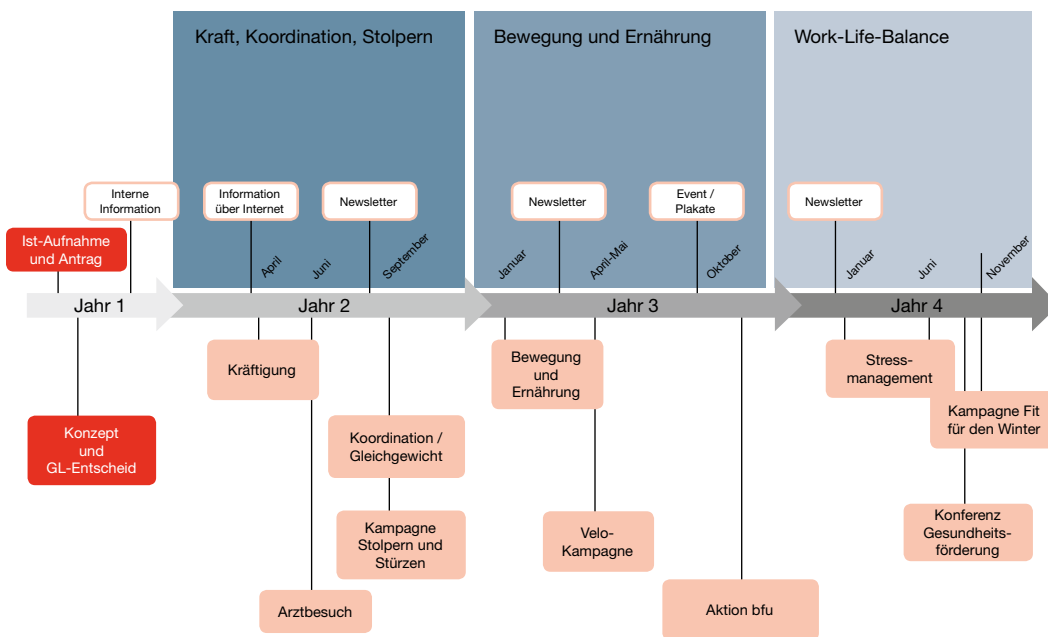 Kraft, Koordination, Stolpern
Bewegung und Ernährung
Work-Life-Balance
Interne
Information
Information
über Internet
Newsletter
Newsletter
Event /
Plakate
Newsletter
Ist-Aufnahme
und Antrag
April
Juni
September
Januar
April-Mai
Oktober
Januar
Juni
November
Jahr 1
Jahr 2
Jahr 3
Jahr 4
Kräftigung
Bewegung
und
Ernährung
Stress-
management
Konzept
und
GL-Entscheid
Koordination /
Gleichgewicht
Kampagne Fit
für den Winter
Kampagne
Stolpern und
Stürzen
Velo-
Kampagne
Konferenz
Gesundheits-
förderung
Arztbesuch
Aktion bfu